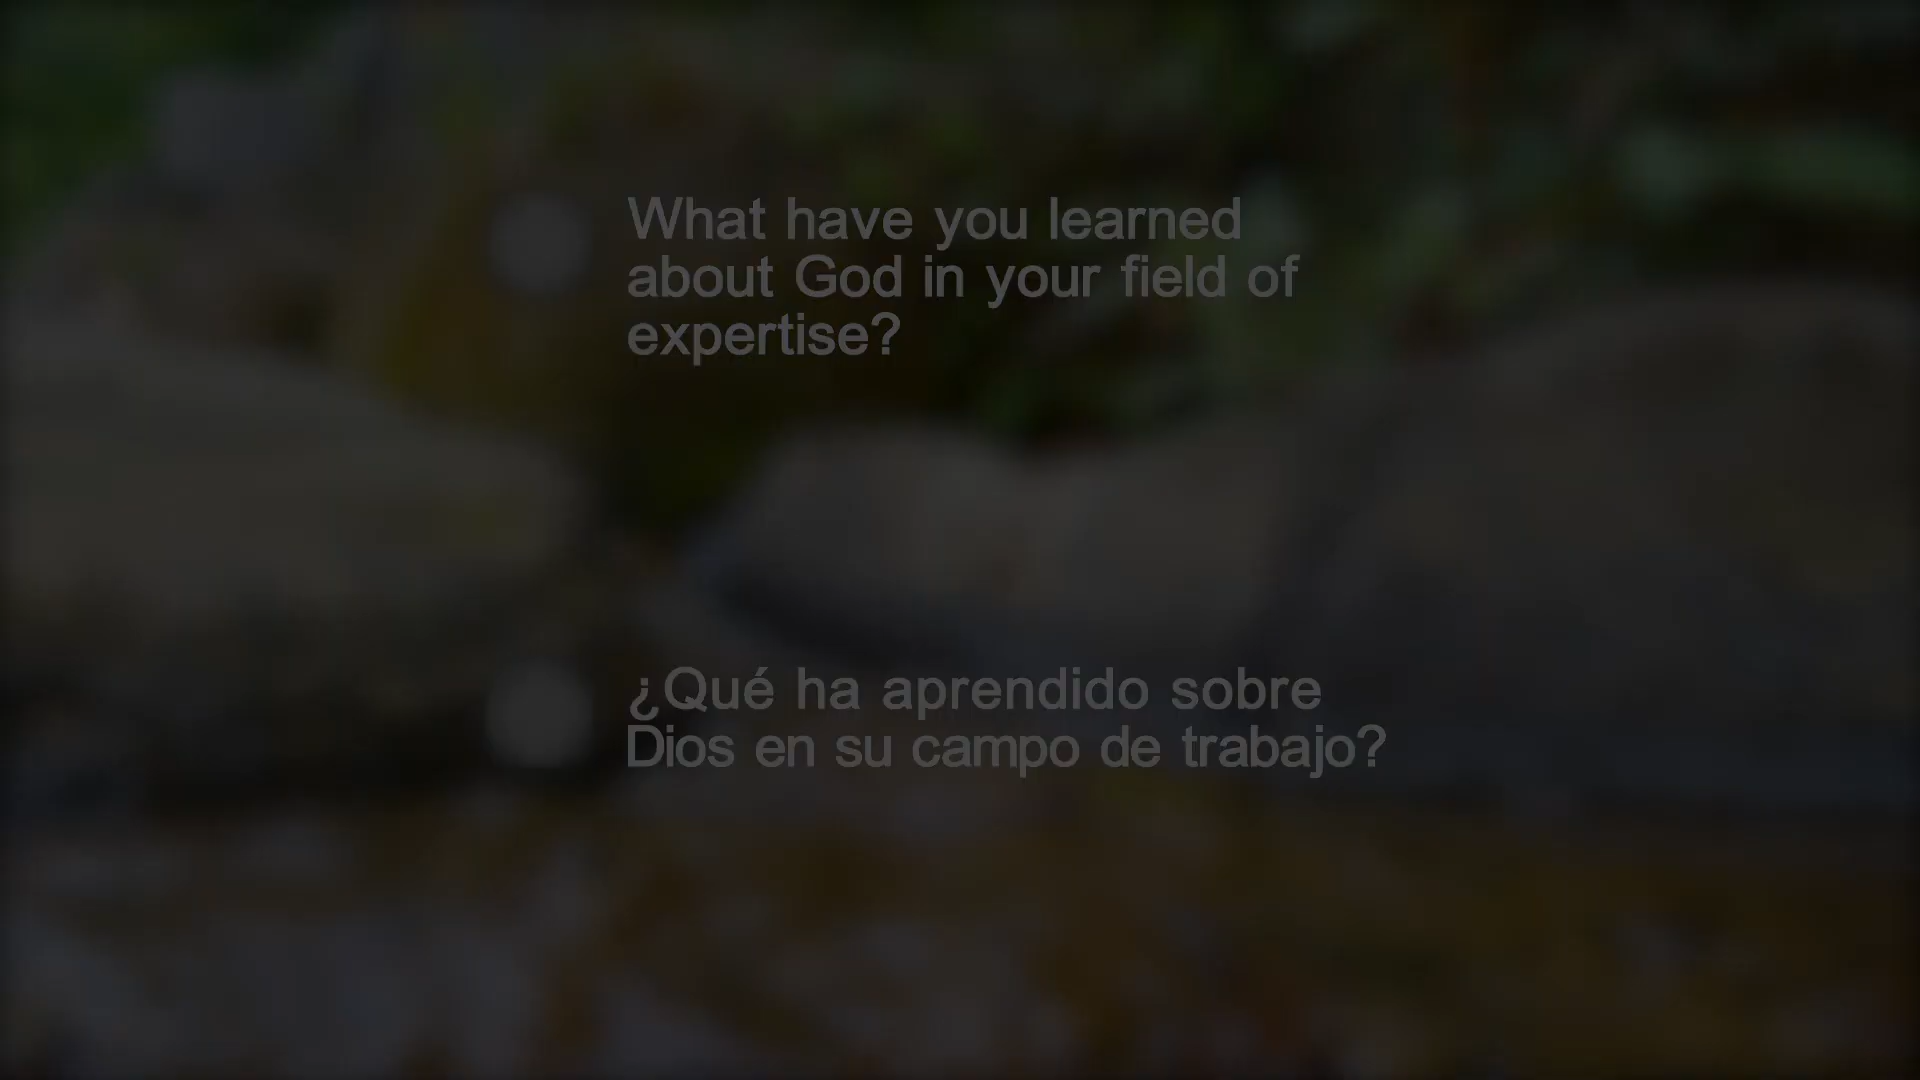 What have you learned
about God in your field of
expertise?
¿Qué ha aprendido sobre
Dios en su campo de trabajo?